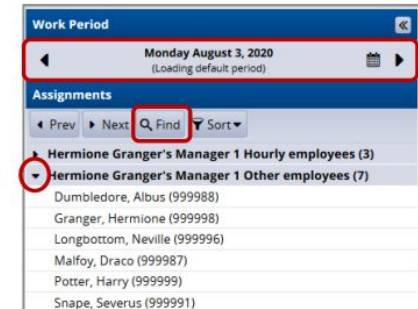 Work Period
Monday August 3, 2020
(Loading default period)
Assignments
Prev Next Find Sort
Hermione Granger's Manager 1 Hourly employees (3)
Hermione Granger's Manager 1 Other employees (7)
Dumbledore, Albus (999988)
Granger, Hermione (999998)
Longbottom, Neville (999996)
Malfoy, Draco (999987)
Potter, Harry (999999)
Snape, Severus (999991)